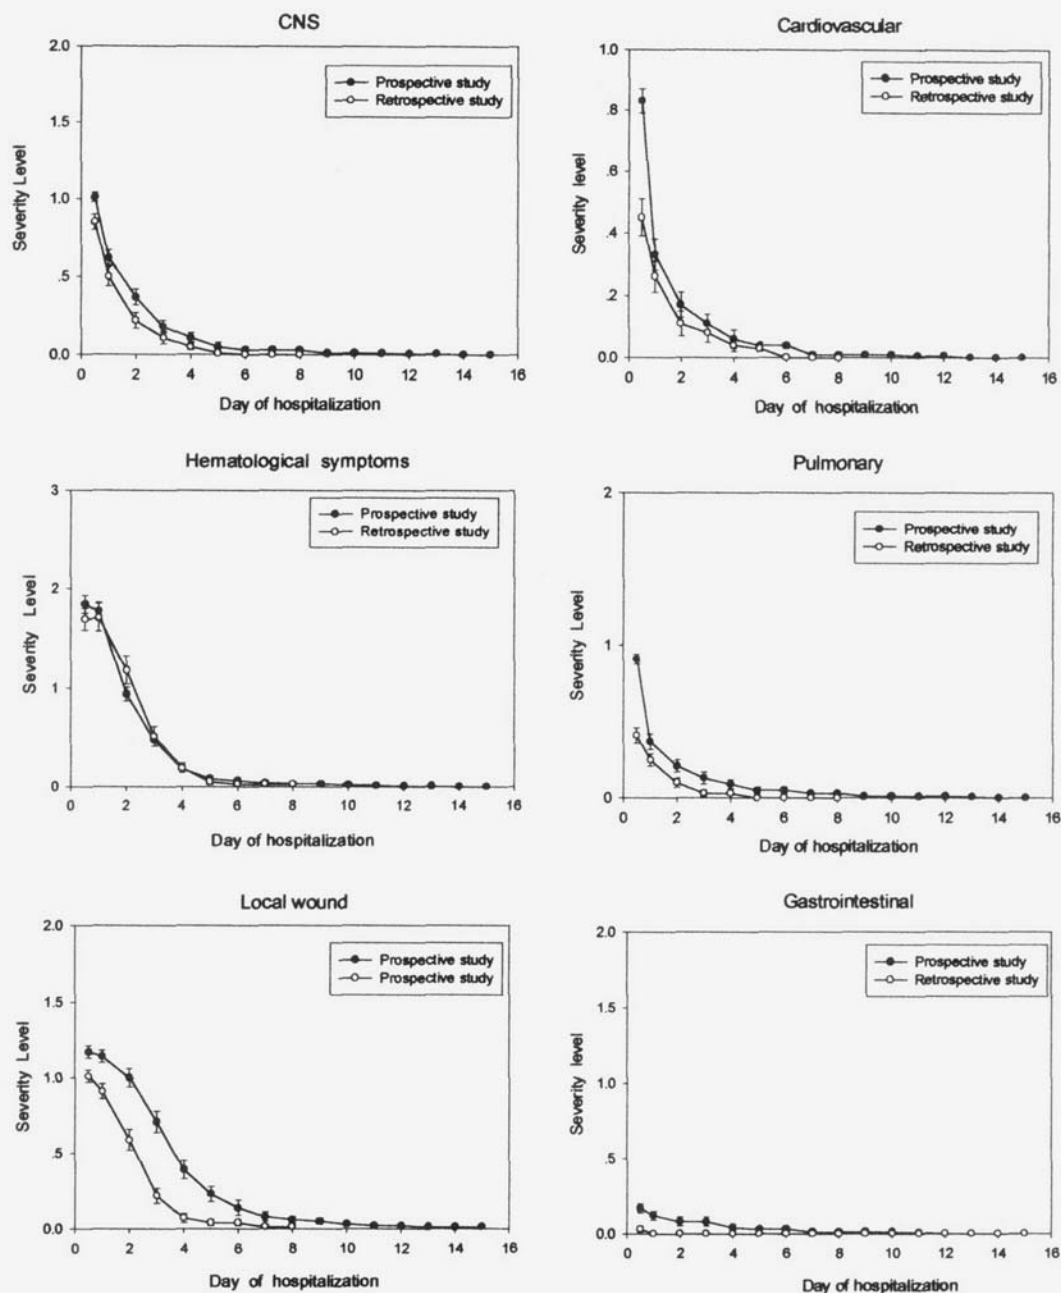 CNS
2.0
1.5
1.0
.5
0.0
Severity Level
Prospective study
Retrospective study
0 2 4 6 8 10 12 14 16
Day of hospitalization
Cardiovascular
1.0
.8
.6
.4
.2
0.0
Severity level
Prospective study
Retrospective study
0 2 4 6 8 10 12 14 16
Day of hospitalization
Hematological symptoms
3
2
1
0
Severity Level
Prospective study
Retrospective study
0 2 4 6 8 10 12 14 16
Day of hospitalization
Pulmonary
2
1
0
Severity Level
Prospective study
Retrospective study
0 2 4 6 8 10 12 14 16
Day of hospitalization
Local wound
2.0
1.5
1.0
.5
0.0
Severity Level
Prospective study
Prospective study
0 2 4 6 8 10 12 14 16
Day of hospitalization
Gastrointestinal
2.0
1.5
1.0
.5
0.0
Severity level
Prospective study
Retrospective study
0 2 4 6 8 10 12 14 16
Day of hospitalization